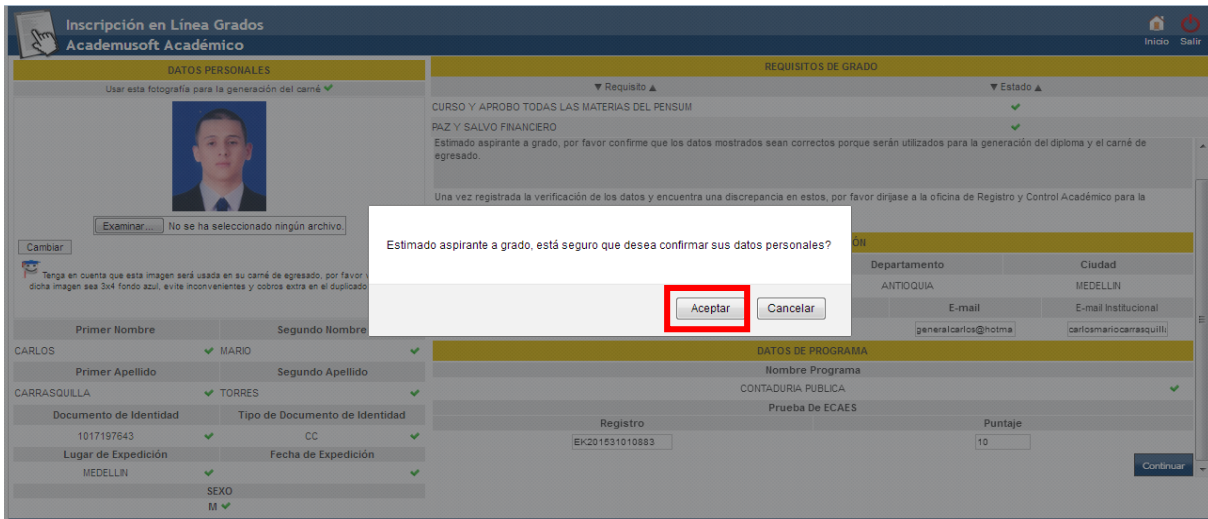 Inscripción en Línea Grados
Academusoft Académico
Inicio Salir
DATOS PERSONALES
Usar esta fotografía para la generación del carné
Examinar... No se ha seleccionado ningún archivo.
Cambiar
Tenga en cuenta que esta imagen será usada en su carné de egresado, por favor
dicha imagen sea 3x4 fondo azul, evite inconvenientes y cobros extra en el duplicado
Primer Nombre Segundo Nombre
CARLOS MARIO
Primer Apellido Segundo Apellido
CARRASQUILLA TORRES
Documento de Identidad Tipo de Documento de Identidad
1017197643 CC
Lugar de Expedición Fecha de Expedición
MEDELLIN
SEXO
M
REQUISITOS DE GRADO
▼ Requisito ▲ ▼ Estado ▲
CURSO Y APROBO TODAS LAS MATERIAS DEL PENSUM
PAZ Y SALVO FINANCIERO
Estimado aspirante a grado, por favor confirme que los datos mostrados sean correctos porque serán utilizados para la generación del diploma y el carné de
egresado.
Una vez registrada la verificación de los datos y encuentra una discrepancia en estos, por favor dirijase a la oficina de Registro y Control Académico para la
Estimado aspirante a grado, está seguro que desea confirmar sus datos personales?
Aceptar Cancelar
ÓN
Departamento Ciudad
ANTIOQUIA MEDELLIN
E-mail E-mail Institucional
generalcarlos@hotma carlosmariocarrasquill
DATOS DE PROGRAMA
Nombre Programa
CONTADURIA PUBLICA
Prueba De ECAES
Registro Puntaje
EK201531010883 10
Continuar